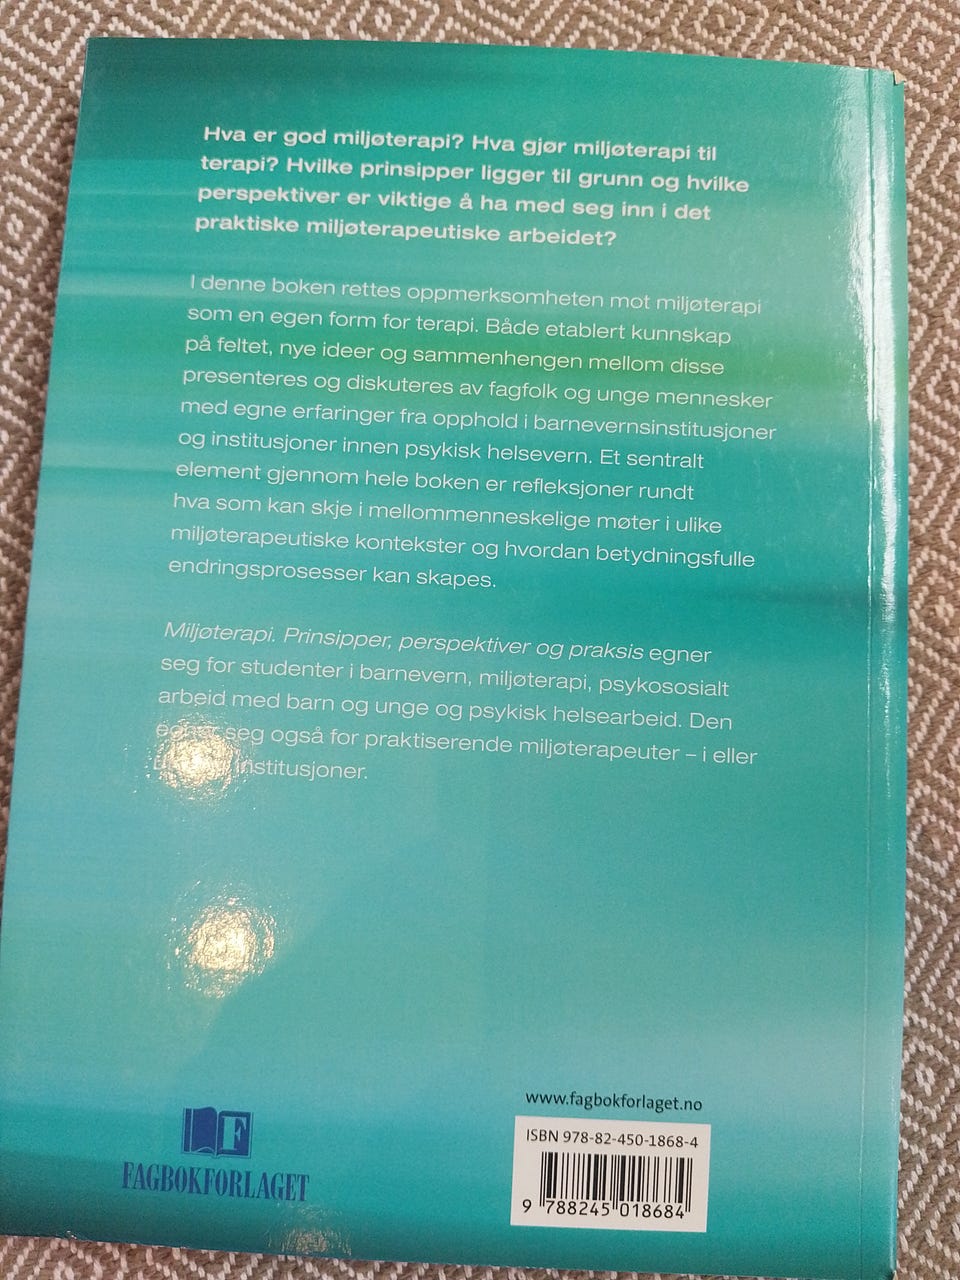 Hva er god miljøterapi? Hva gjør miljøterapi til
terapi? Hvilke prinsipper ligger til grunn og hvilke
perspektiver er viktige å ha med seg inn i det
praktiske miljøterapeutiske arbeidet?
I denne boken rettes oppmerksomheten mot miljøterapi
som en egen form for terapi. Både etablert kunnskap
på feltet, nye ideer og sammenhengen mellom disse
presenteres og diskuteres av fagfolk og unge mennesker
med egne erfaringer fra opphold i barnevernsinstitusjoner
og institusjoner innen psykisk helsevern. Et sentralt
element gjennom hele boken er refleksjoner rundt
hva som kan skje i mellommenneskelige møter i ulike
miljøterapeutiske kontekster og hvordan betydningsfulle
endringsprosesser kan skapes.
Miljøterapi. Prinsipper, perspektiver og praksis egner
seg for studenter i barnevern, miljøterapi, psykososialt
arbeid med barn og unge og psykisk helsearbeid. Den
egner seg også for praktiserende miljøterapeuter – i eller
institusjoner.
www.fagbokforlaget.no
ISBN 978-82-450-1868-4
9 788245 018684
F
FAGBOKFORLAGET